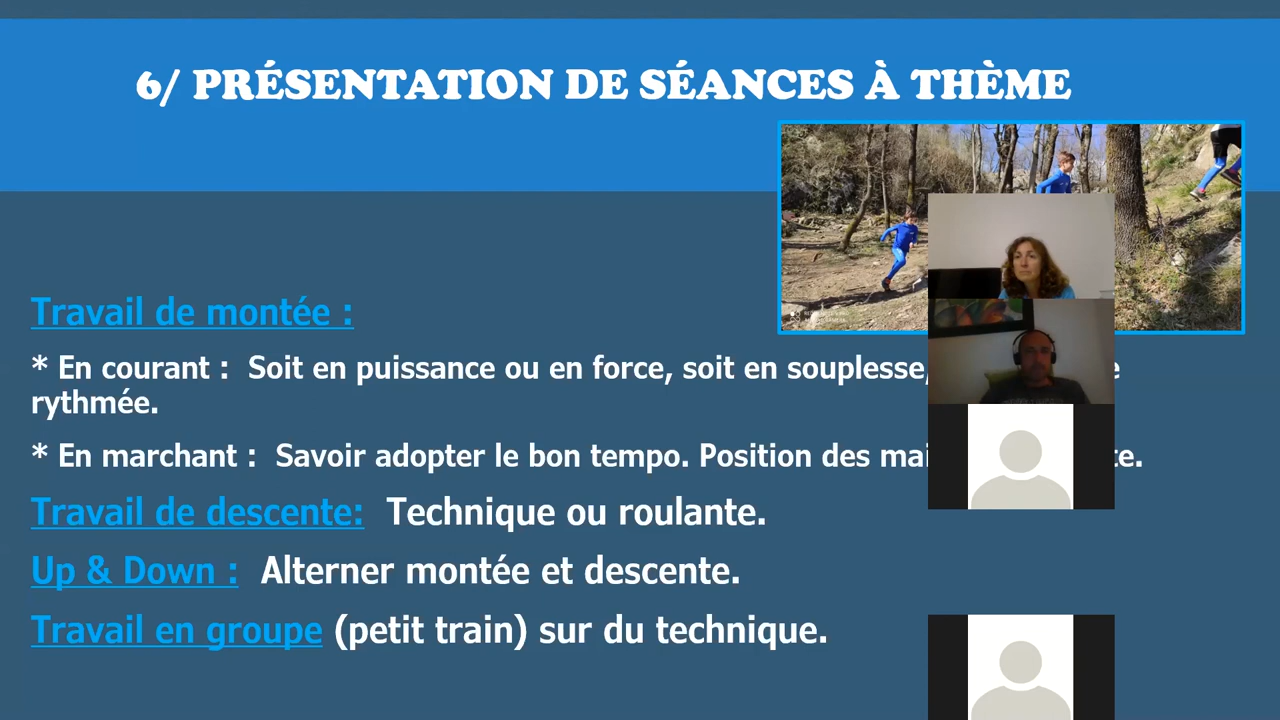 6/ PRÉSENTATION DE SÉANCES À THÈME
Travail de montée :
* En courant : Soit en puissance ou en force, soit en souplesse,
rythmée.
* En marchant : Savoir adopter le bon tempo. Position des
Travail de descente: Technique ou roulante.
Up & Down : Alterner montée et descente.
Travail en groupe (petit train) sur du technique.